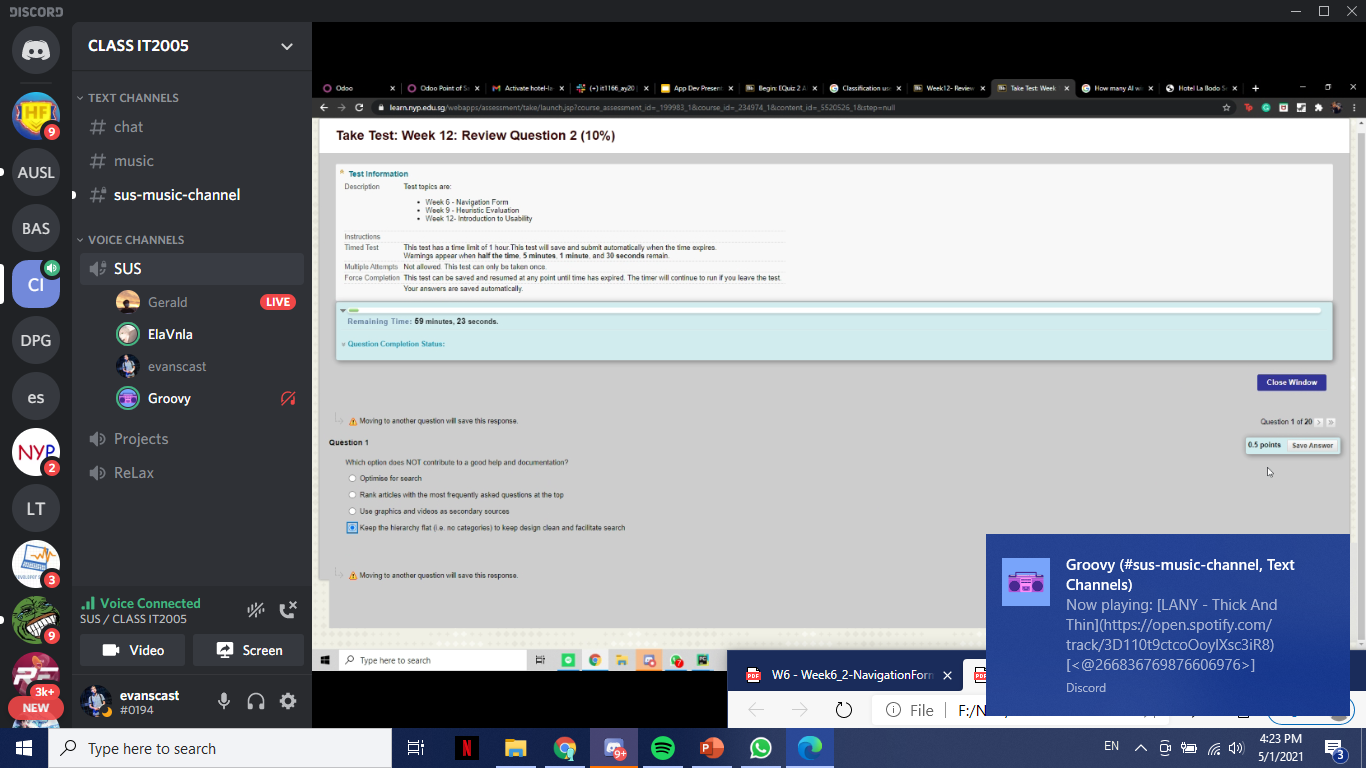 DISCORD
CLASS IT2005
TEXT CHANNELS
chat
music
sus-music-channel
VOICE CHANNELS
SUS
Gerald
LIVE
ElaVnla
evanscast
Groovy
Projects
ReLax
9
AUSL
BAS
CI
DPG
es
NYP
2
LT
3
9
3k+
NEW
Voice Connected
SUS / CLASS IT2005
Video
Screen
evanscast
#0194
Odoo
Odoo Point of S
Activate hotel-l
(+) it1166_ay20
App Dev Present
Begin: EQuiz 2 A
Classification us
Week12- Review
Take Test: Week
How many AI w
Hotel La Bodo S
learn.nyp.edu.sg/webapps/assessment/take/launch.jsp?course_assessment_id=_199983_1&course_id=_234974_1&content_id=_5520526_1&step=null
Take Test: Week 12: Review Question 2 (10%)
Test Information
Description
Test topics are:
Week 6 - Navigation Form
Week 9 - Heuristic Evaluation
Week 12- Introduction to Usability
Instructions
Timed Test This test has a time limit of 1 hour.This test will save and submit automatically when the time expires.
Warnings appear when half the time, 5 minutes, 1 minute, and 30 seconds remain.
Multiple Attempts Not allowed. This test can only be taken once.
Force Completion This test can be saved and resumed at any point until time has expired. The timer will continue to run if you leave the test.
Your answers are saved automatically.
Remaining Time: 59 minutes, 23 seconds.
Question Completion Status:
Close Window
Moving to another question will save this response.
Question 1 of 20
Question 1
0.5 points
Save Answer
Which option does NOT contribute to a good help and documentation?
Optimise for search
Rank articles with the most frequently asked questions at the top
Use graphics and videos as secondary sources
Keep the hierarchy flat (i.e. no categories) to keep design clean and facilitate search
Moving to another question will save this response.
Type here to search
W6 - Week6_2-NavigationForm
PDF
PDF
File
F:/N
Groovy (#sus-music-channel, Text
Channels)
Now playing: [LANY - Thick And
Thin](https://open.spotify.com/
track/3D110t9ctcoOoylXsc3iR8)
[<@266836769876606976>]
Discord
Type here to search
N
9+
EN
4:23 PM
5/1/2021
3